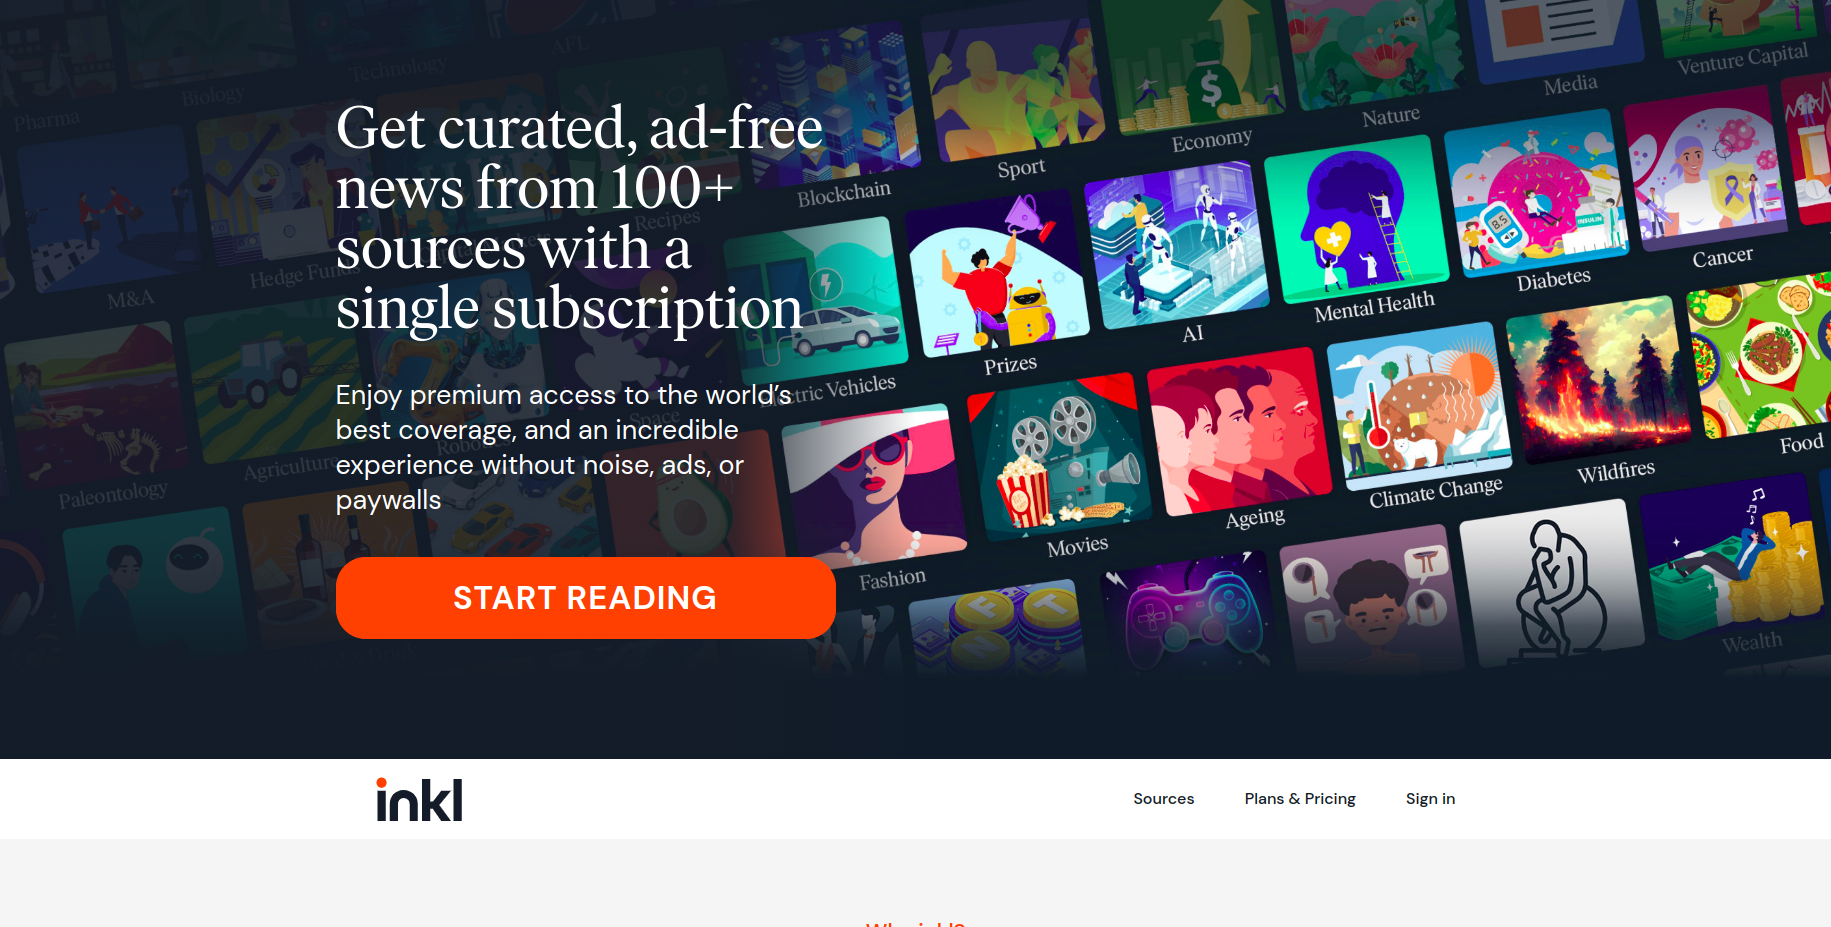 Get curated, ad-free
news from 100+
sources with a
single subscription
Enjoy premium access to the world's
best coverage, and an incredible
experience without noise, ads, or
paywalls
START READING
Pharma
Biology
Technology
AFL
Blockchain
Sport
Economy
Nature
Media
Venture Capital
M&A
Hedge Funds
Recipes
Electric Vehicles
Prizes
AI
Mental Health
Diabetes
Cancer
INSULIN
8.5
Paleontology
Agriculture
Space
Fashion
Movies
Ageing
Climate Change
Wildfires
Food
Wealth
inkl
Sources
Plans & Pricing
Sign in